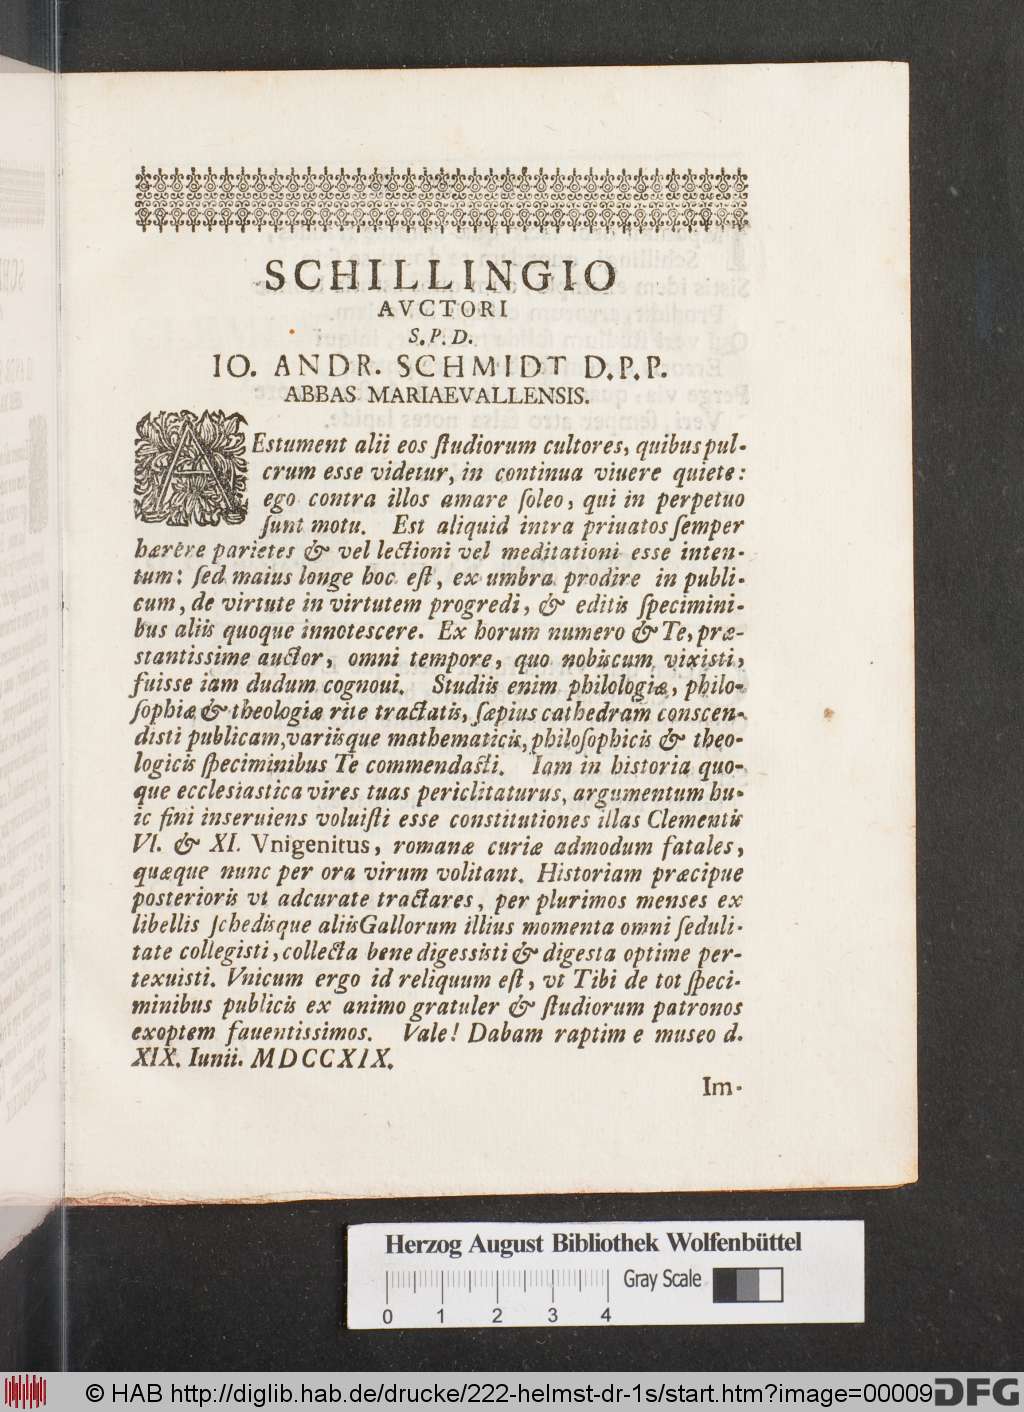 SCHILLINGIO
AVCTORI
S. P. D.
IO. ANDR. SCHMIDT D. P. P.
ABBAS MARIAEVALLENSIS.
AEstument alii eos ſtudiorum cultores, quibus pul-
crum esse videtur, in continua viuere quiete:
ego contra illos amare ſoleo, qui in perpetuo
ſunt motu. Est aliquid intra priuatos ſemper
hærêre parietes & vel lectioni vel meditationi esse inten-
tum: ſed maius longe hoc eſt, ex umbra prodire in publi-
cum, de virtute in virtutem progredi, & editis ſpecimini-
bus aliis quoque innotescere. Ex horum numero & Te, præ-
stantissime auctor, omni tempore, quo nobiscum vixisti,
fuisse iam dudum cognoui. Studiis enim philologiæ, philo-
ſophiæ & theologiæ rite tractatis, ſæpius cathedram conscen-
disti publicam, variisque mathematicis, philoſophicis & theo-
logicis ſpeciminibus Te commendaſti. Iam in historia quo-
que ecclesiastica vires tuas periclitaturus, argumentum hu-
ic fini inseruiens voluiſti esse constitutiones illas Clementis
VI. & XI. Vnigenitus, romanæ curiæ admodum fatales,
quæque nunc per ora virum volitant. Historiam præcipue
posterioris vt adcurate tractares, per plurimos menses ex
libellis ſchedisque aliis Gallorum illius momenta omni ſeduli-
tate collegisti, collecta bene digessisti & digesta optime per-
texuisti. Vnicum ergo id reliquum eſt, vt Tibi de tot ſpeci-
minibus publicis ex animo gratuler & ſtudiorum patronos
exoptem fauentissimos. Vale! Dabam raptim e museo d.
XIX. Iunii. MDCCXIX.
Im-
Herzog August Bibliothek Wolfenbüttel
Gray Scale
0 1 2 3 4
© HAB http://diglib.hab.de/drucke/222-helmst-dr-1s/start.htm?image=00009
DFG